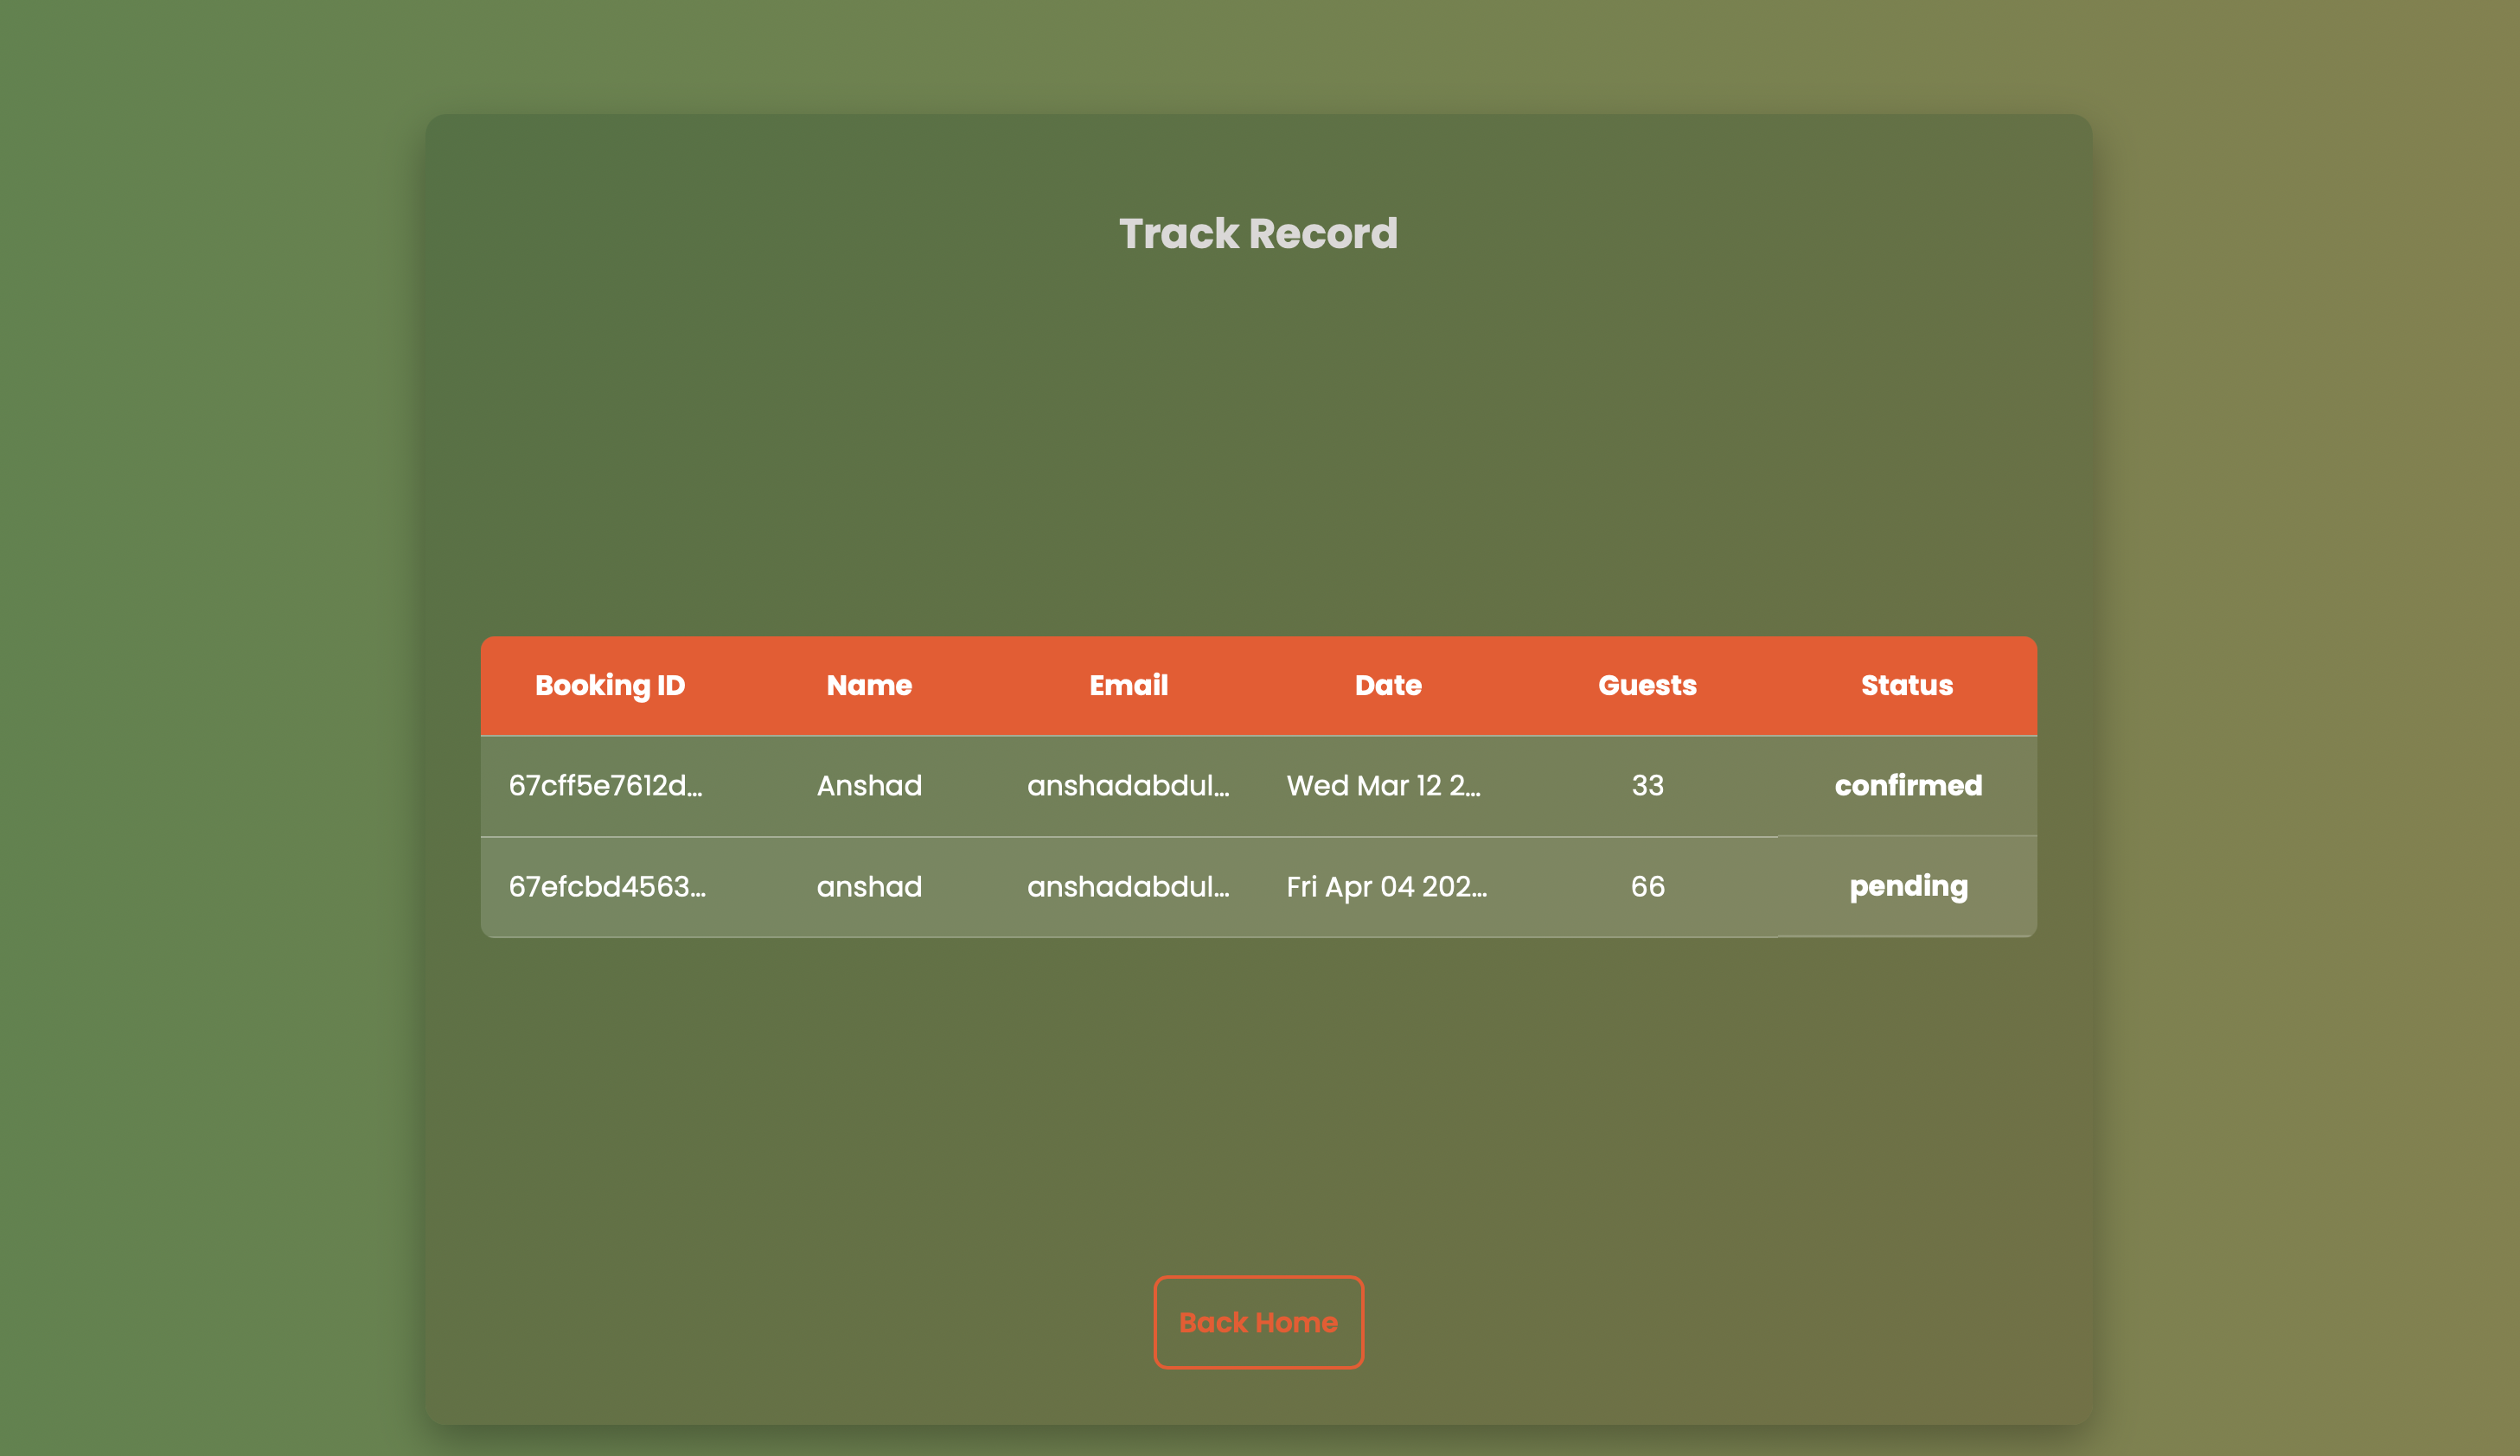 Track Record
Booking ID Name Email Date Guests Status
67cff5e7612d... Anshad anshadabdul... Wed Mar 12 2... 33 confirmed
67efcbd4563... anshad anshadabdul... Fri Apr 04 202... 66 pending
Back Home